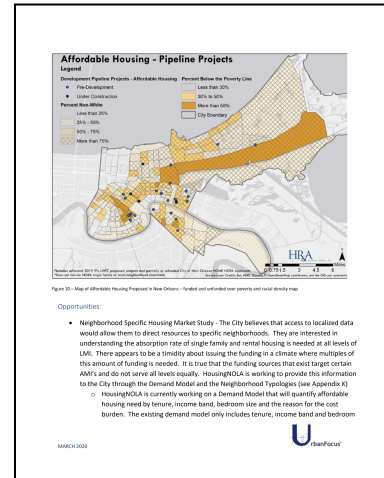 Affordable Housing - Pipeline Projects
Legend
Development Pipeline Projects - Affordable Housing
Pre-Development
Under Construction
Percent Non-White
Less than 25%
25% - 50%
50% - 75%
More than 75%
Percent Below the Poverty Line
Less than 30%
30% to 50%
More than 50%
City Boundary
HR&A
0 0.75 1.5 3 4.5 6
Miles
Figure 10 – Map of Affordable Housing Proposed in New Orleans – funded and unfunded over poverty and racial density map
Opportunities:
• Neighborhood Specific Housing Market Study - The City believes that access to localized data
would allow them to direct resources to specific neighborhoods. They are interested in
understanding the absorption rate of single family and rental housing is needed at all levels of
LMI. There appears to be a timidity about issuing the funding in a climate where multiples of
this amount of funding is needed. It is true that the funding sources that exist target certain
AMI's and do not serve all levels equally. HousingNOLA is working to provide this information
to the City through the Demand Model and the Neighborhood Typologies (see Appendix K)
o HousingNOLA is currently working on a Demand Model that will quantify affordable
housing need by tenure, income band, bedroom size and the reason for the cost
burden. The existing demand model only includes tenure, income band and bedroom
MARCH 2020
UrbanFocus